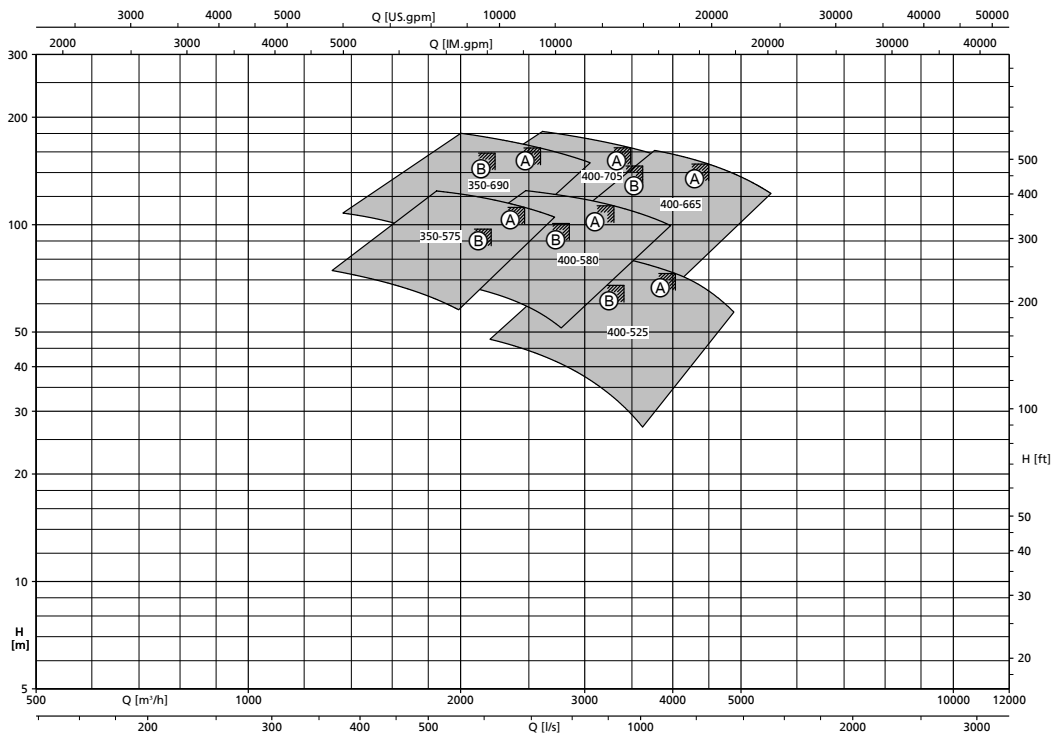 3000 4000 5000 Q [US.gpm] 10000 20000 30000 40000 50000
2000 3000 4000 5000 Q [IM.gpm] 10000 20000 30000 40000
300
200
100
50
40
30
20
10
H
[m]
5
B A A B A
350-690 400-705 400-665
350-575 A B A B
400-580
B A
400-525
500
400
300
200
100
H [ft]
50
40
30
20
500 Q [m³/h] 1000 2000 3000 4000 5000 10000 12000
200 300 400 500 Q [l/s] 1000 2000 3000